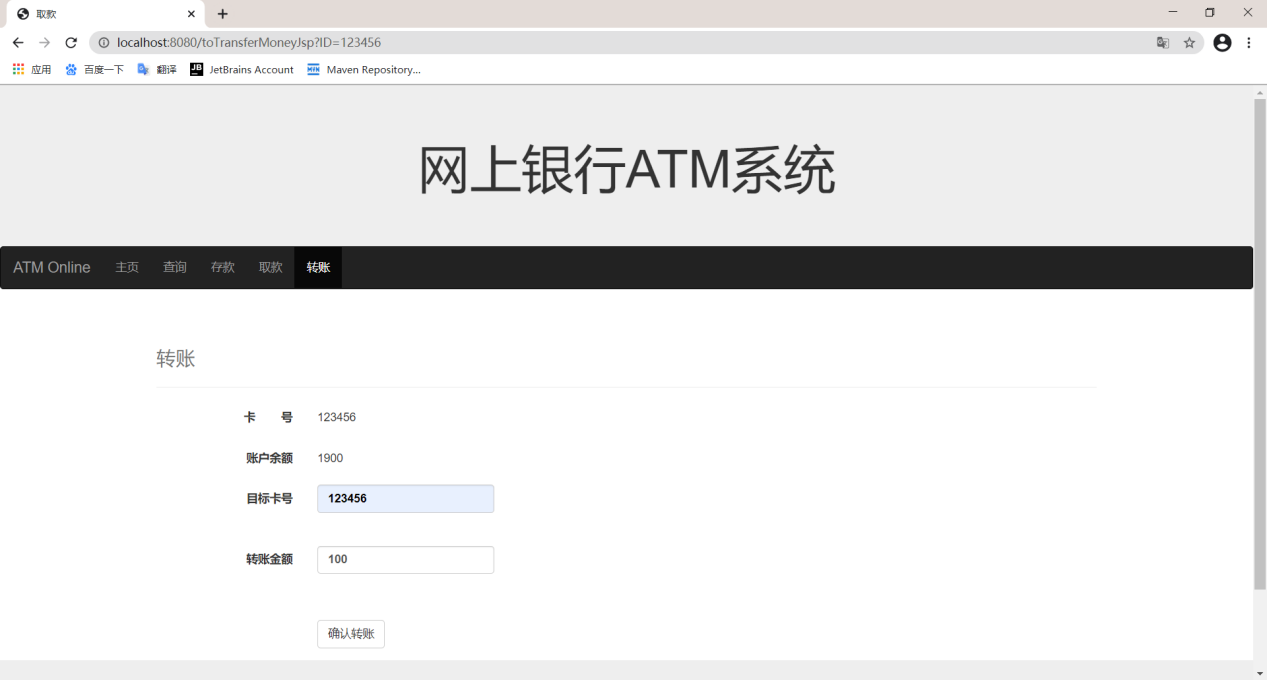 取款
localhost:8080/toTransferMoneyJsp?ID=123456
应用 百度一下 翻译 JetBrains Account Maven Repository...
网上银行ATM系统
ATM Online 主页 查询 存款 取款 转账
转账
卡 号 123456
账户余额 1900
目标卡号 123456
转账金额 100
确认转账